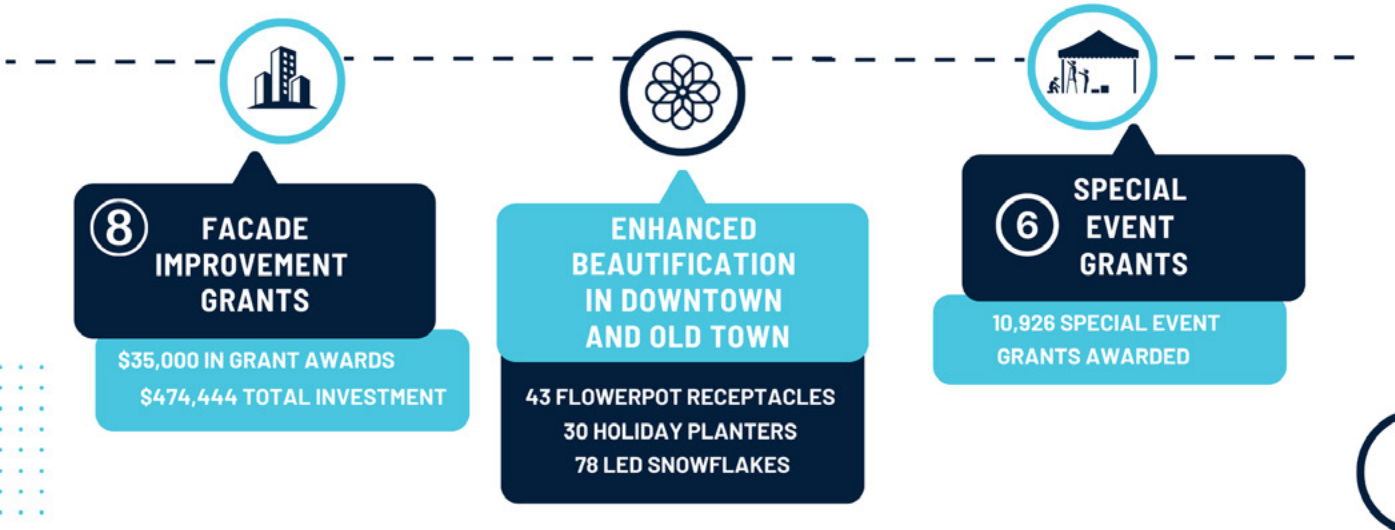 8
FACADE
IMPROVEMENT
GRANTS
$35,000 IN GRANT AWARDS
$474,444 TOTAL INVESTMENT
ENHANCED
BEAUTIFICATION
IN DOWNTOWN
AND OLD TOWN
43 FLOWERPOT RECEPTACLES
30 HOLIDAY PLANTERS
78 LED SNOWFLAKES
6
SPECIAL
EVENT
GRANTS
10,926 SPECIAL EVENT
GRANTS AWARDED